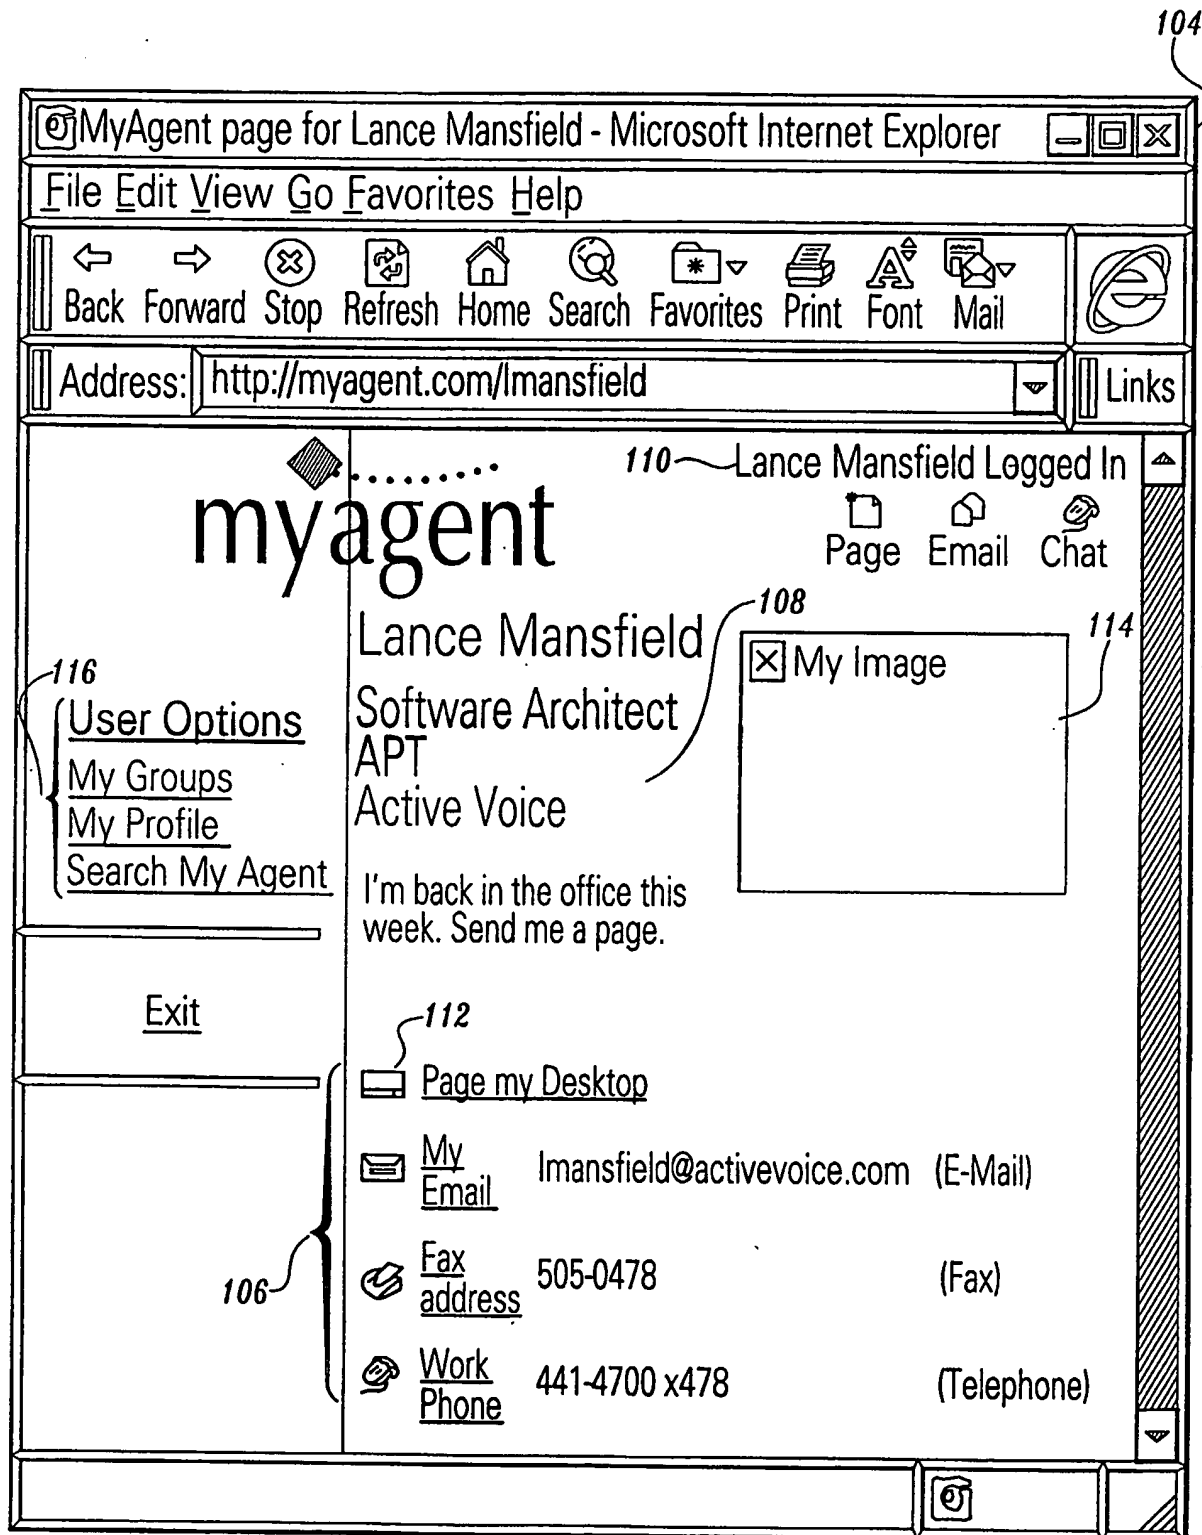 104
MyAgent page for Lance Mansfield - Microsoft Internet Explorer
File Edit View Go Favorites Help
Back Forward Stop Refresh Home Search Favorites Print Font Mail
Address: http://myagent.com/lmansfield Links
110 Lance Mansfield Logged In
myagent
Page Email Chat
108
Lance Mansfield
114
My Image
116
User Options
Software Architect
APT
My Groups
Active Voice
My Profile
Search My Agent
I'm back in the office this
week. Send me a page.
Exit
112
Page my Desktop
My
Email lmansfield@activevoice.com (E-Mail)
106
Fax
address 505-0478 (Fax)
Work
Phone 441-4700 x478 (Telephone)